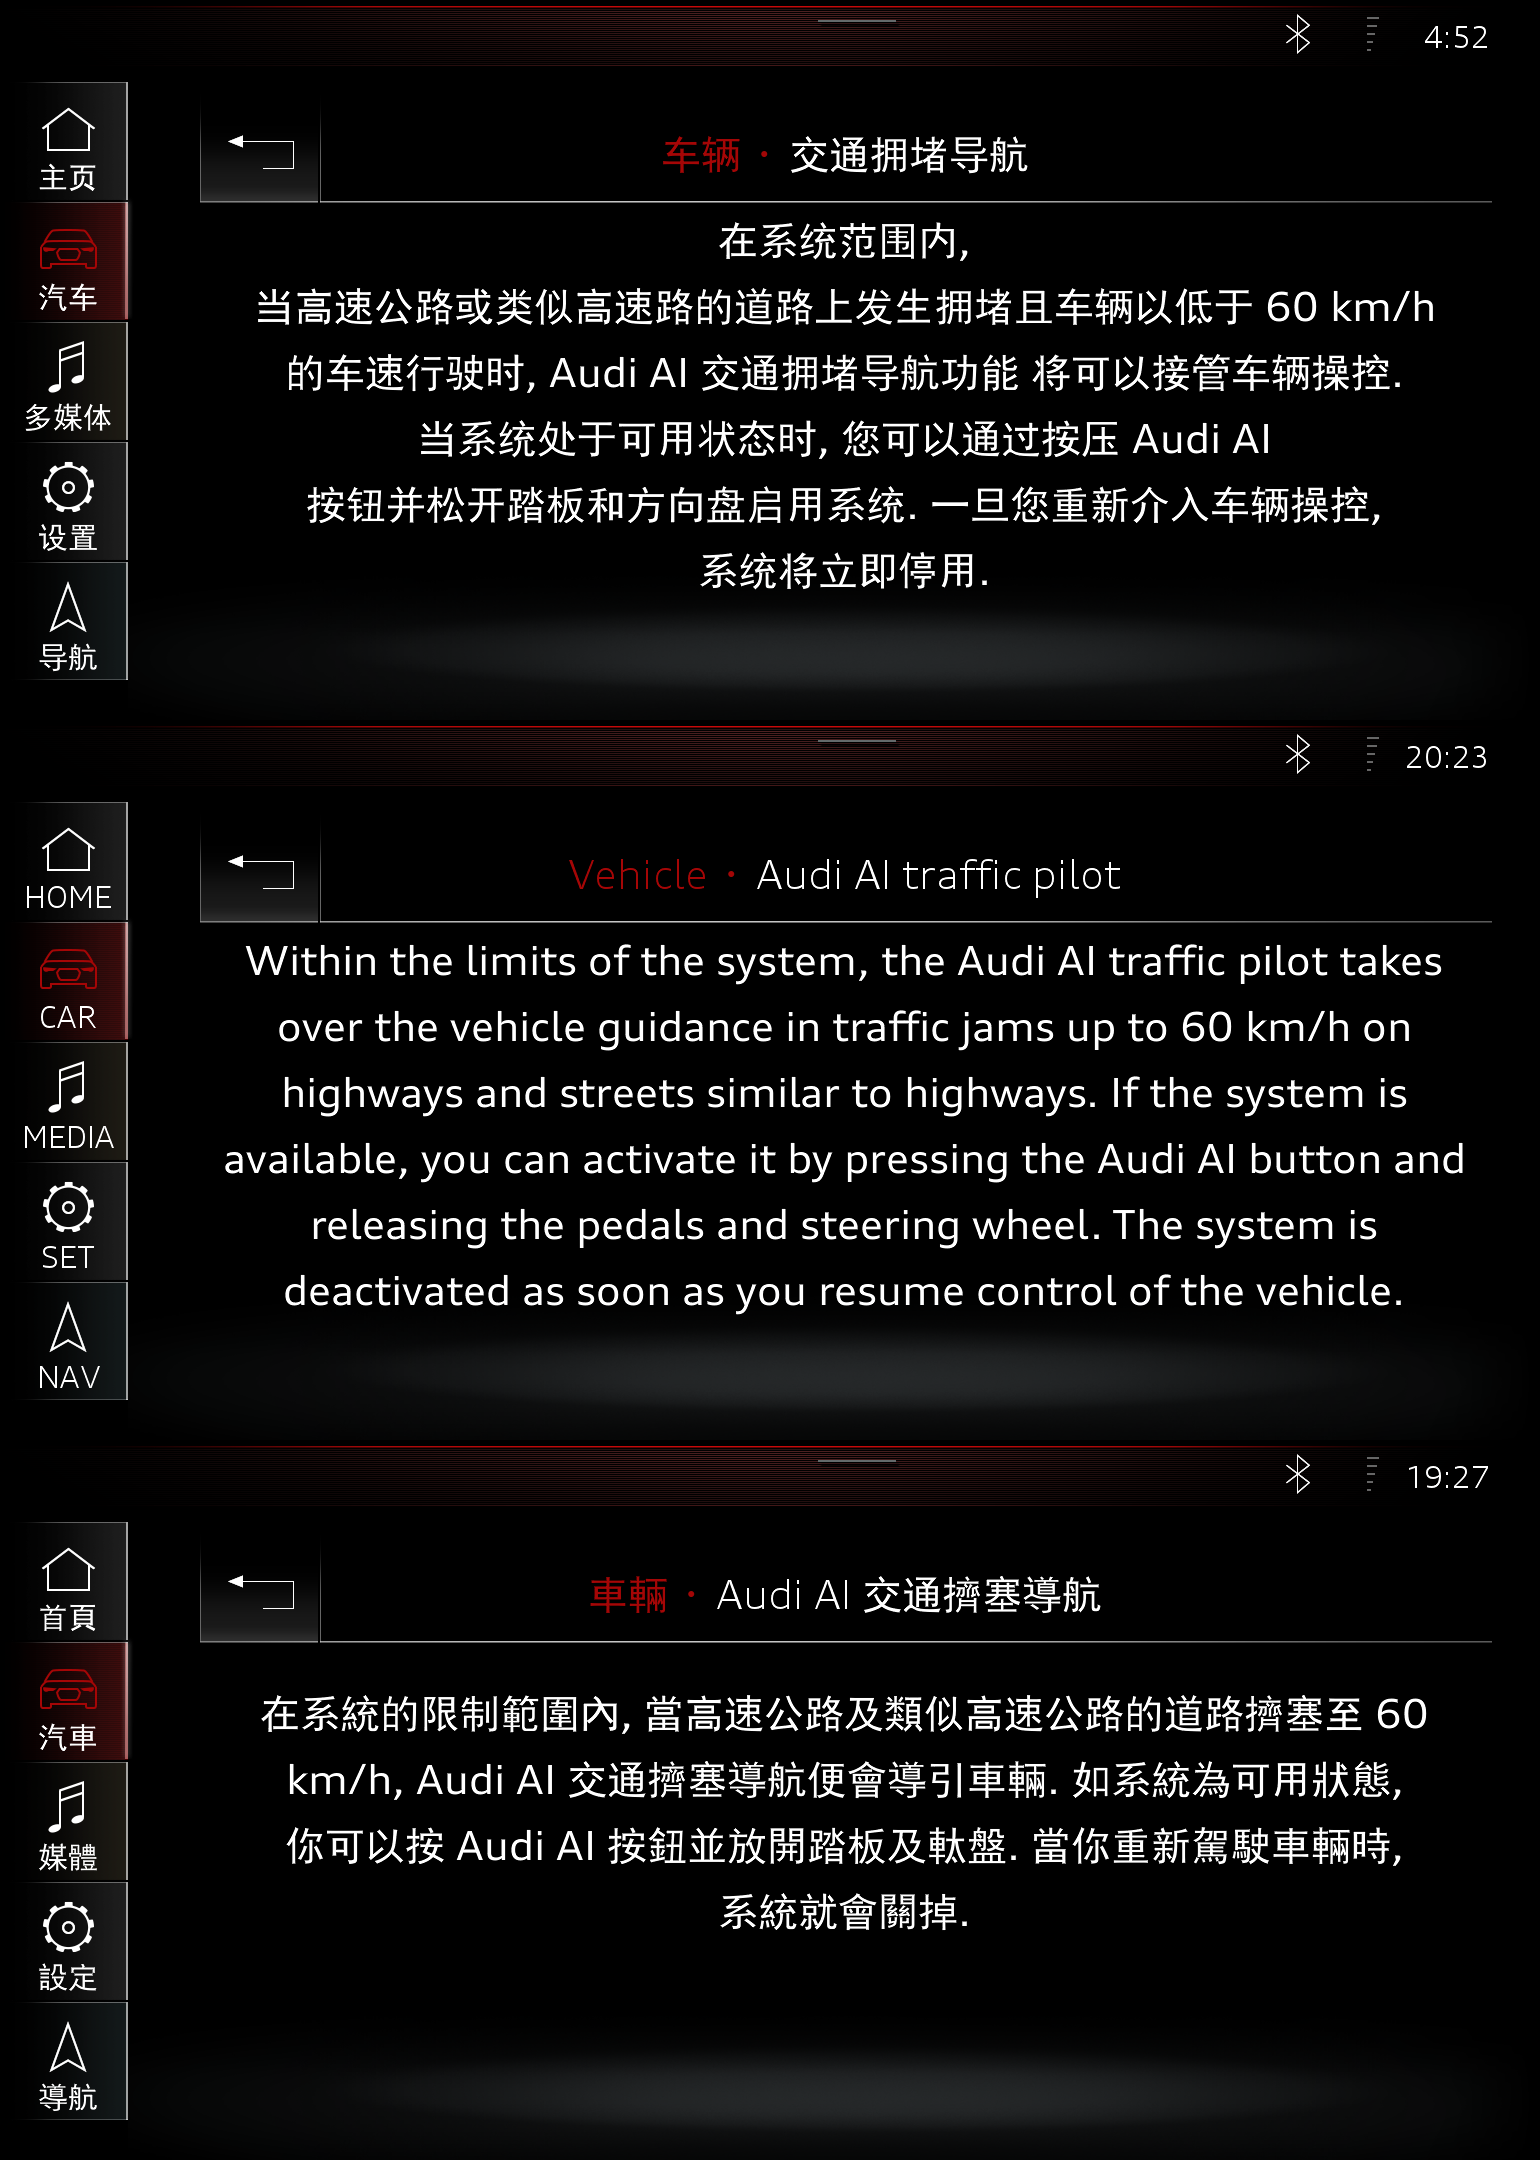 4:52
主页
车辆 · 交通拥堵导航
在系统范围内,
汽车
当高速公路或类似高速路的道路上发生拥堵且车辆以低于 60 km/h
的车速行驶时, Audi AI 交通拥堵导航功能 将可以接管车辆操控.
多媒体
当系统处于可用状态时, 您可以通过按压 Audi AI
按钮并松开踏板和方向盘启用系统. 一旦您重新介入车辆操控,
设置
系统将立即停用.
导航
20:23
HOME
Vehicle · Audi AI traffic pilot
Within the limits of the system, the Audi AI traffic pilot takes
CAR
over the vehicle guidance in traffic jams up to 60 km/h on
highways and streets similar to highways. If the system is
MEDIA
available, you can activate it by pressing the Audi AI button and
releasing the pedals and steering wheel. The system is
SET
deactivated as soon as you resume control of the vehicle.
NAV
19:27
首頁
車輛 · Audi AI 交通擠塞導航
在系統的限制範圍內, 當高速公路及類似高速公路的道路擠塞至 60
汽車
km/h, Audi AI 交通擠塞導航便會導引車輛. 如系統為可用狀態,
你可以按 Audi AI 按鈕並放開踏板及軚盤. 當你重新駕駛車輛時,
媒體
系統就會關掉.
設定
導航